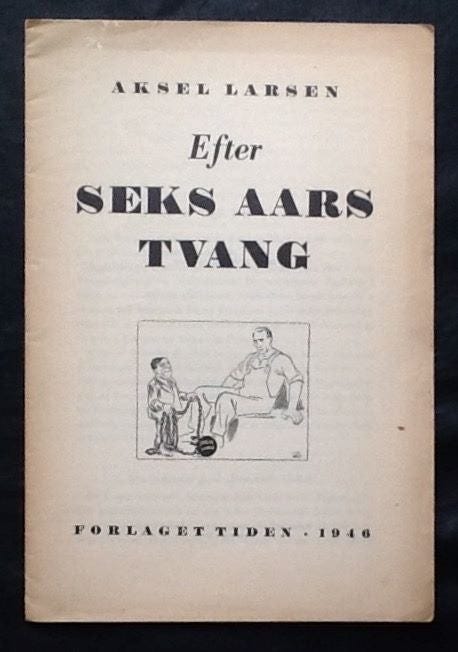 AKSEL LARSEN
Efter
SEKS AARS
TVANG
FORLAGET TIDEN · 1946